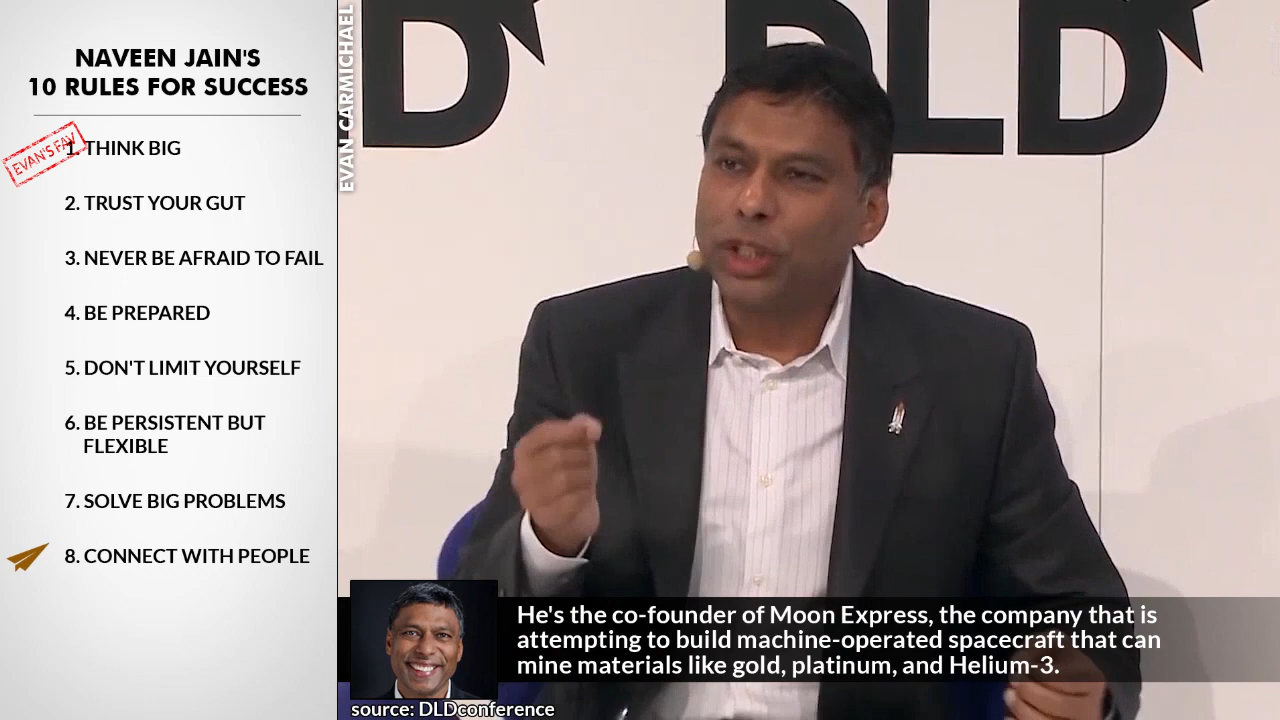 NAVEEN JAIN'S
10 RULES FOR SUCCESS
EVAN'S FAV
1. THINK BIG
2. TRUST YOUR GUT
3. NEVER BE AFRAID TO FAIL
4. BE PREPARED
5. DON'T LIMIT YOURSELF
6. BE PERSISTENT BUT
FLEXIBLE
7. SOLVE BIG PROBLEMS
8. CONNECT WITH PEOPLE
EVAN CARMICHAEL
D
DLD
He's the co-founder of Moon Express, the company that is
attempting to build machine-operated spacecraft that can
mine materials like gold, platinum, and Helium-3.
source: DLDconference